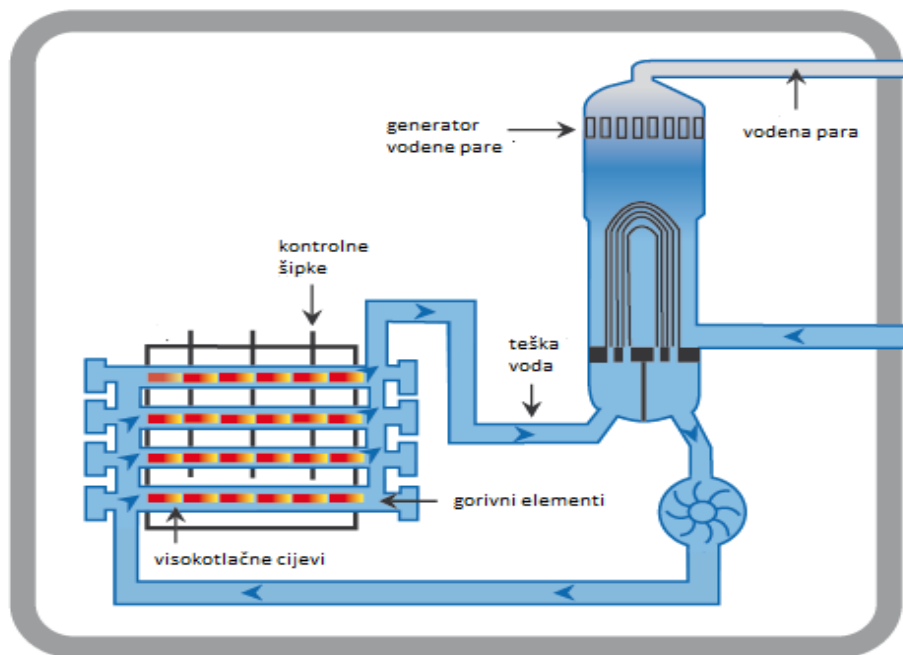 generator
vodene pare
vodena para
kontrolne
šipke
teška
voda
gorivni elementi
visokotlačne cijevi